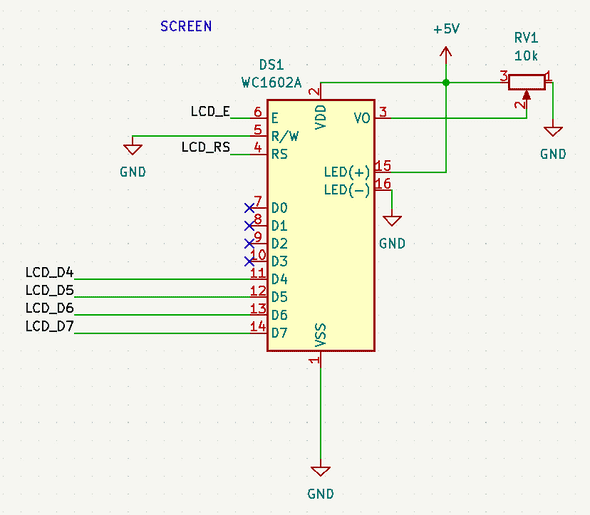 SCREEN
+5V
RV1
10k
3
1
2
GND
DS1
WC1602A
2
VDD
LCD_E
6
E
VO
3
5
R/W
GND
LCD_RS
4
RS
LED(+)
15
LED(-)
16
GND
7
D0
8
D1
9
D2
10
D3
LCD_D4
11
D4
LCD_D5
12
D5
LCD_D6
13
D6
LCD_D7
14
D7
VSS
1
GND